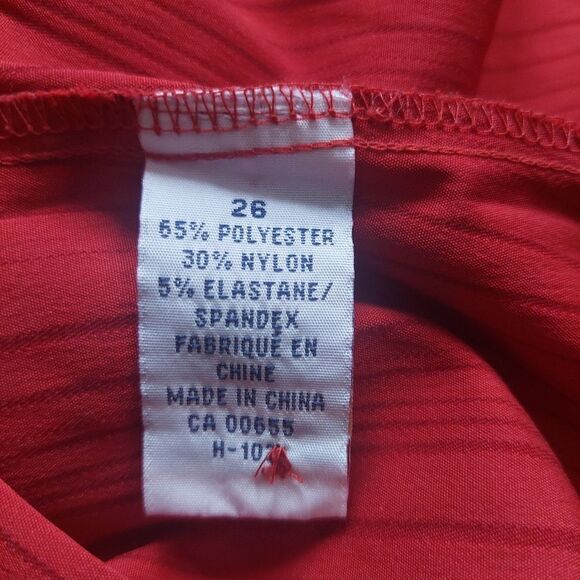 26
65% POLYESTER
30% NYLON
5% ELASTANE/
SPANDEX
FABRIQUÉ EN
CHINE
MADE IN CHINA
CA 00655